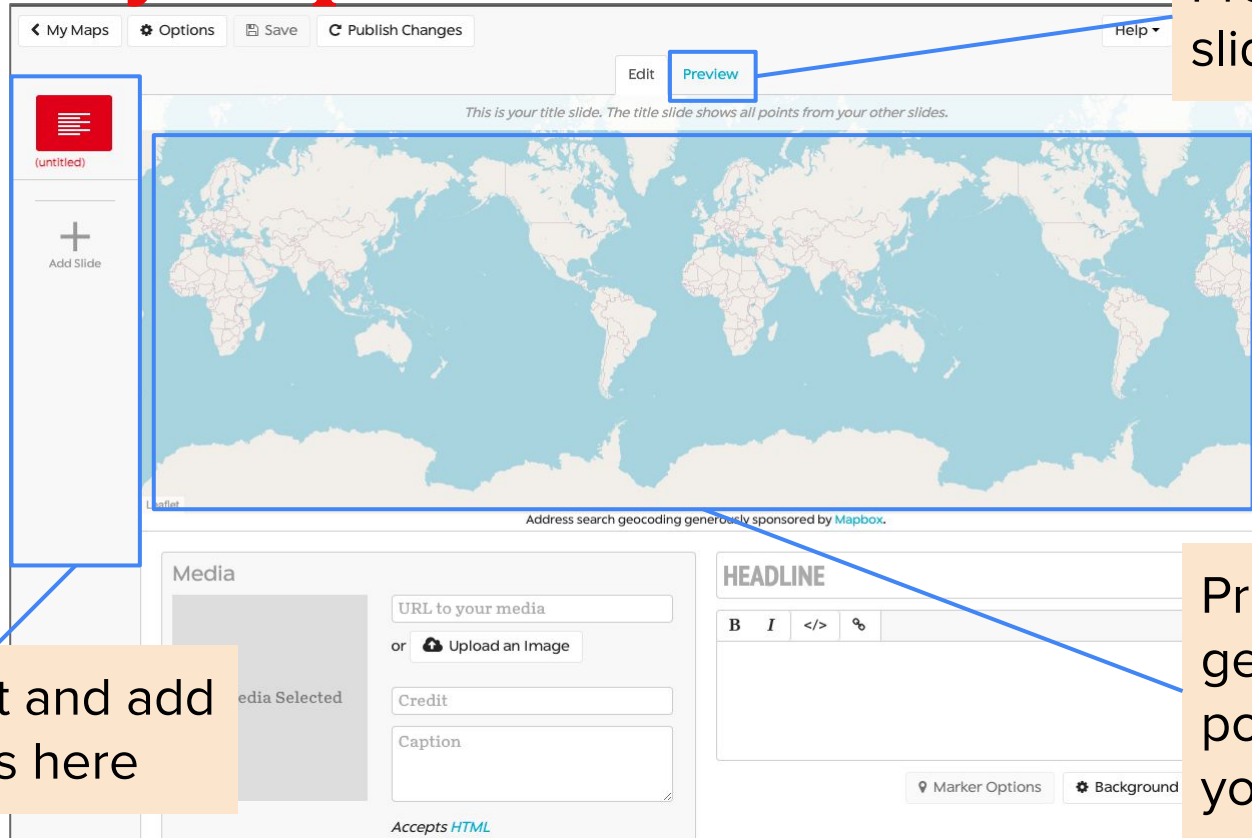 My Maps
Options
Save
Publish Changes
Help
slid
Edit
Preview
This is your title slide. The title slide shows all points from your other slides.
(untitled)
Add Slide
Leaflet
Address search geocoding generously sponsored by Mapbox.
Media
HEADLINE
URL to your media
B I </>
or Upload an Image
edia Selected
Credit
Caption
Accepts HTML
Marker Options
Background
t and add
s here
Pr
ge
po
yo